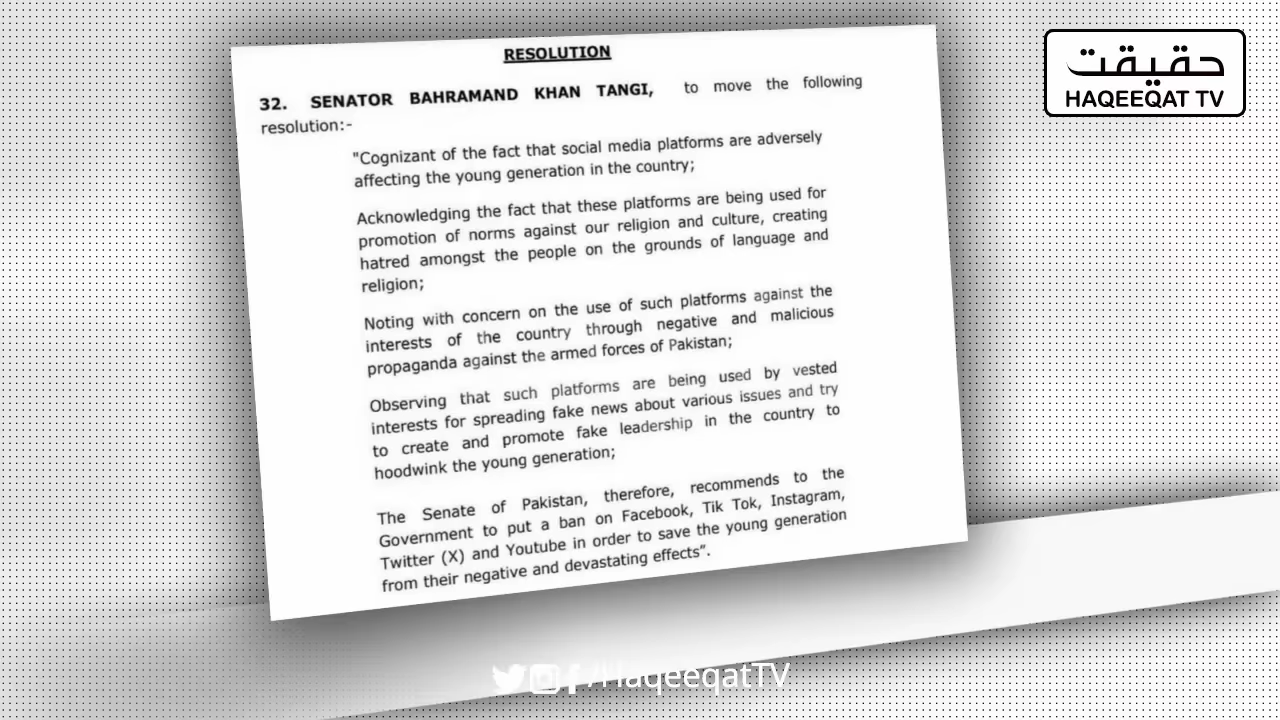 RESOLUTION
32. SENATOR BAHRAMAND KHAN TANGI, to move the following
resolution:-
"Cognizant of the fact that social media platforms are adversely
affecting the young generation in the country;
Acknowledging the fact that these platforms are being used for
promotion of norms against our religion and culture, creating
hatred amongst the people on the grounds of language and
religion;
Noting with concern on the use of such platforms against the
interests of the country through negative and malicious
propaganda against the armed forces of Pakistan;
Observing that such platforms are being used by vested
interests for spreading fake news about various issues and try
to create and promote fake leadership in the country to
hoodwink the young generation;
The Senate of Pakistan, therefore, recommends to the
Government to put a ban on Facebook, Tik Tok, Instagram,
Twitter (X) and Youtube in order to save the young generation
from their negative and devastating effects”.
حقیقت
HAQEEQAT TV
/HaqeeqatTV